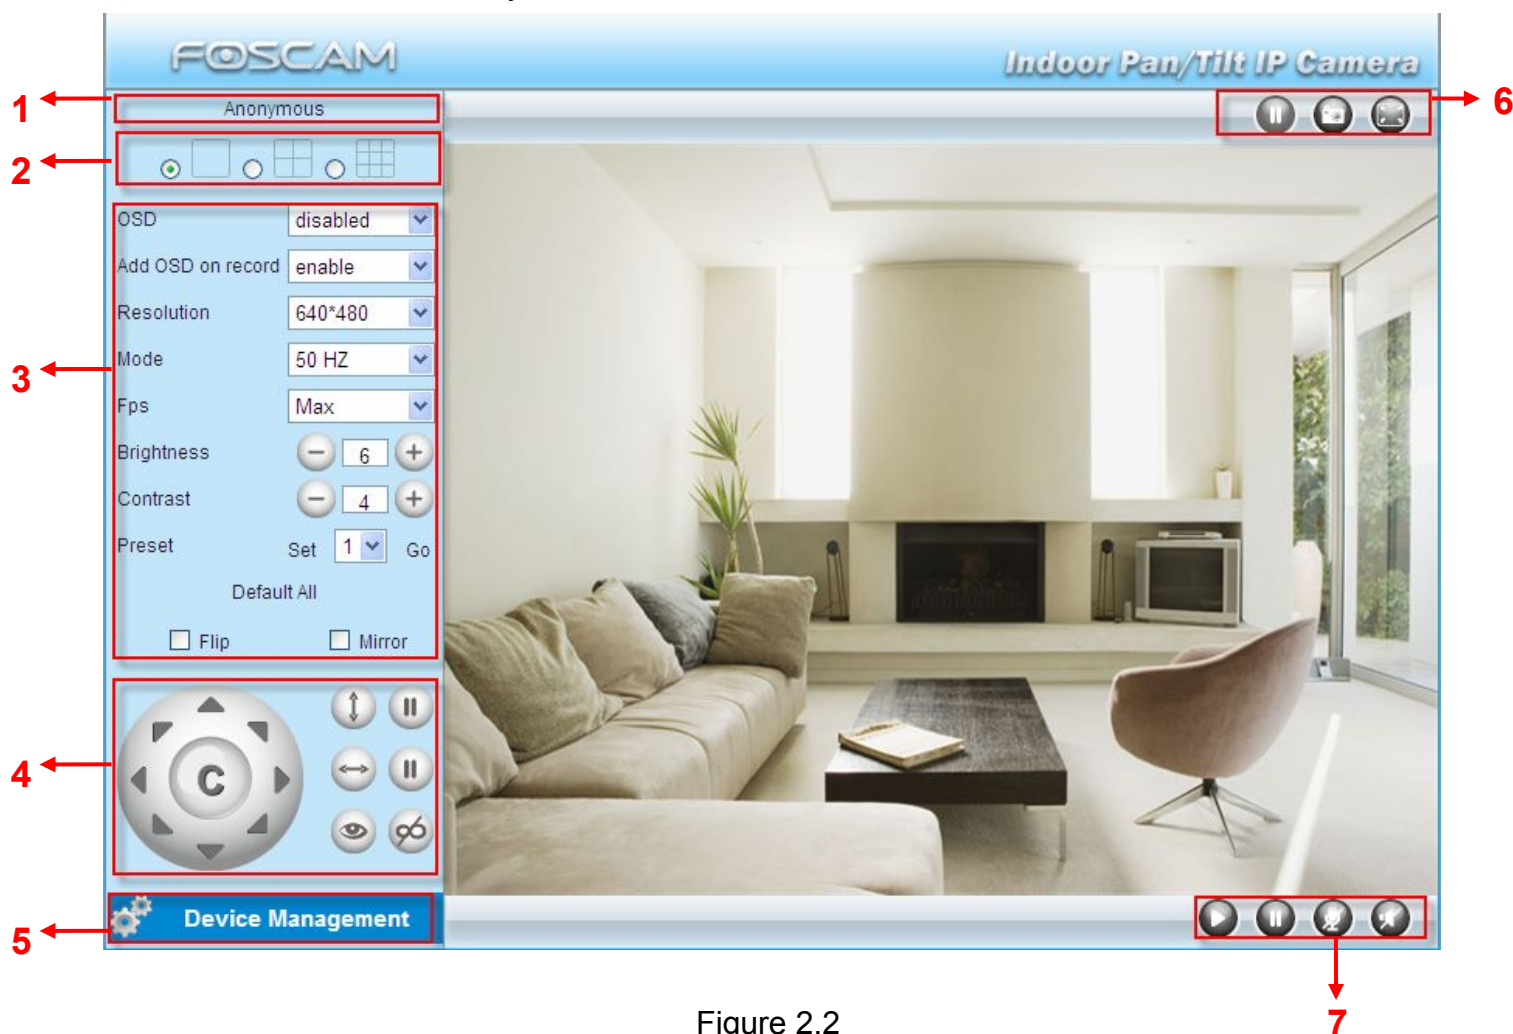 FOSCAM
Indoor Pan/Tilt IP Camera
1
Anonymous
6
2
OSD disabled
Add OSD on record enable
Resolution 640*480
Mode 50 HZ
3
Fps Max
Brightness 6
Contrast 4
Preset Set 1 Go
Default All
Flip Mirror
4
C
5
Device Management
7
Figure 2.2